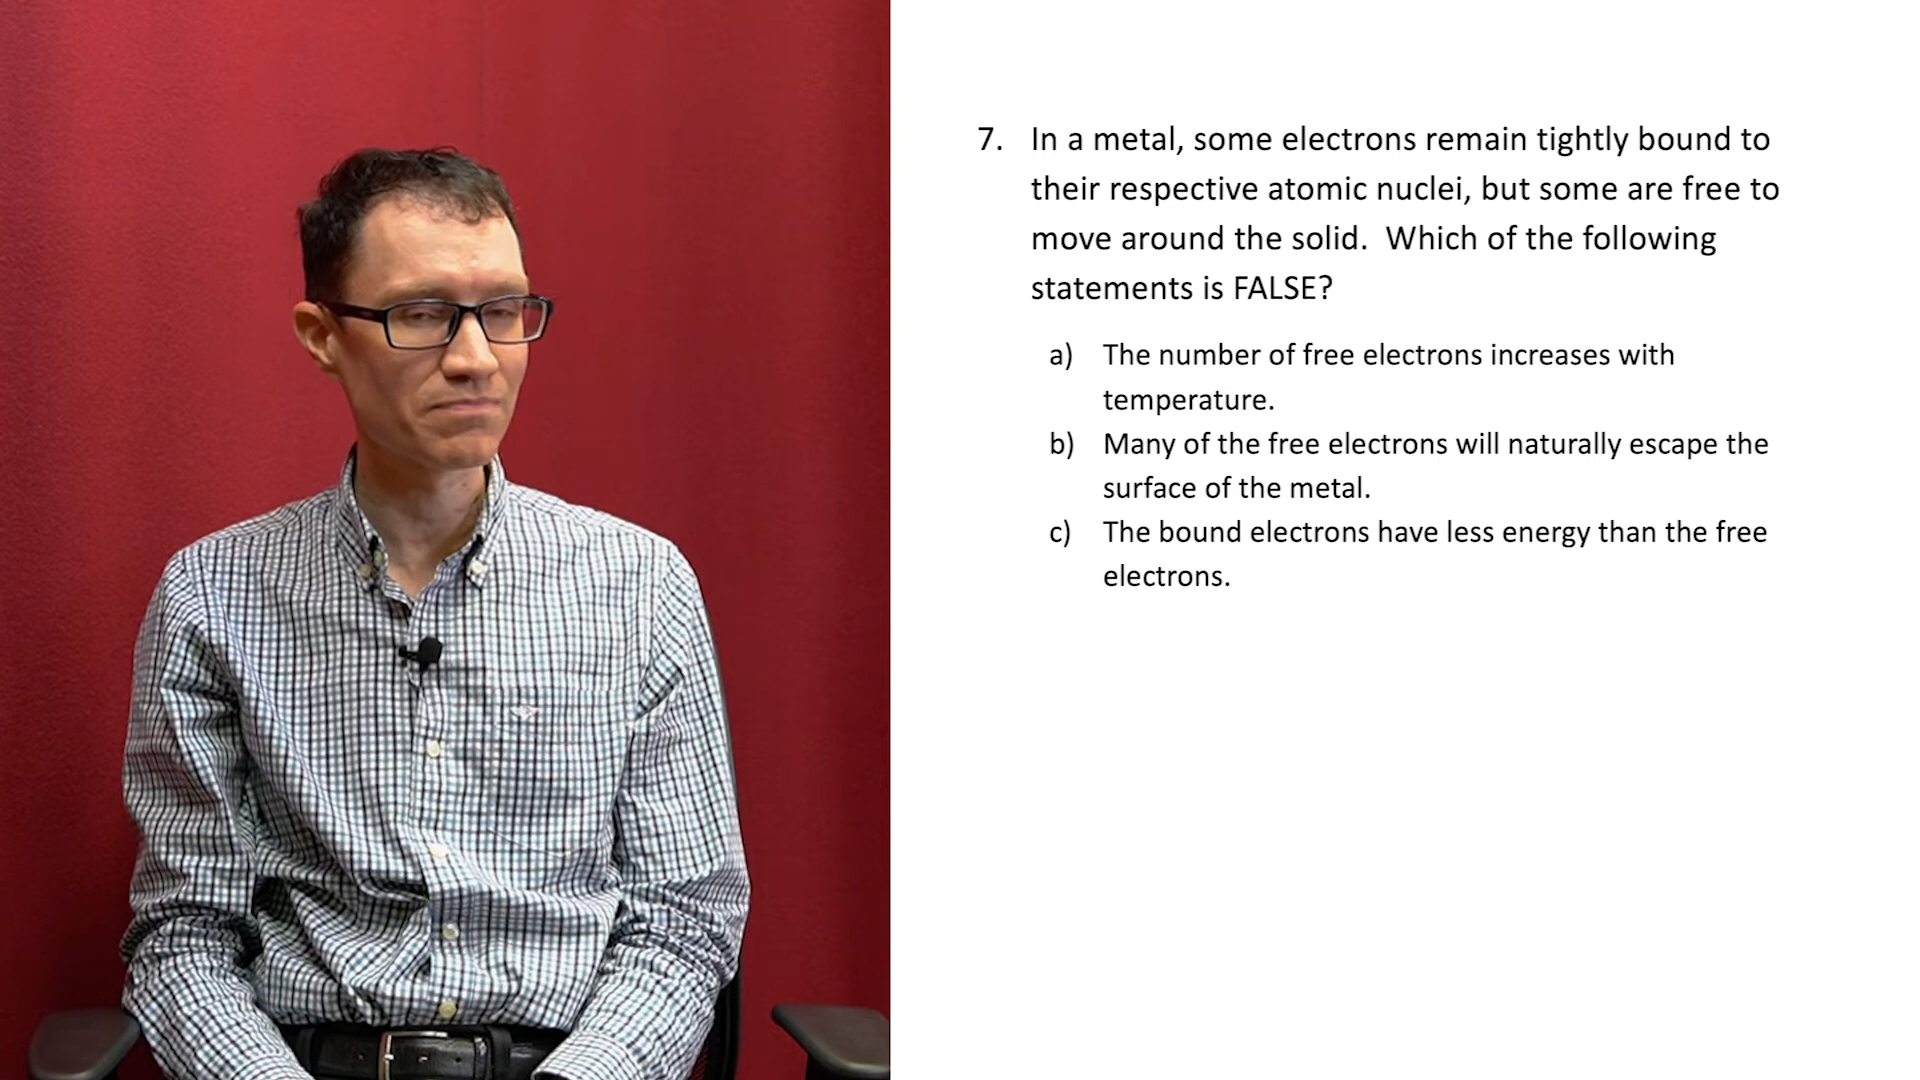 7. In a metal, some electrons remain tightly bound to
their respective atomic nuclei, but some are free to
move around the solid.  Which of the following
statements is FALSE?
a) The number of free electrons increases with
temperature.
b) Many of the free electrons will naturally escape the
surface of the metal.
c) The bound electrons have less energy than the free
electrons.